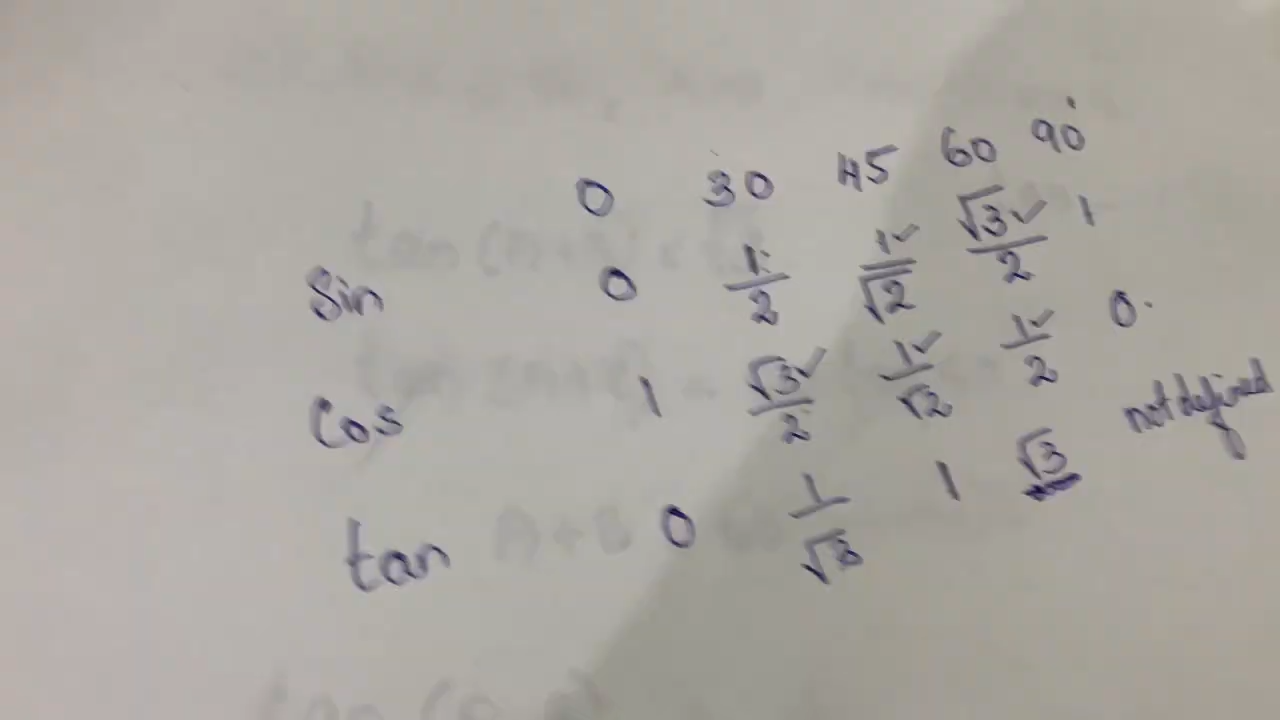 0 30 45 60 90°
Sin 0 1/2 1/√2 √3/2 1
Cos 1 √3/2 1/√2 1/2 0
tan 0 1/√3 1 √3 not defined